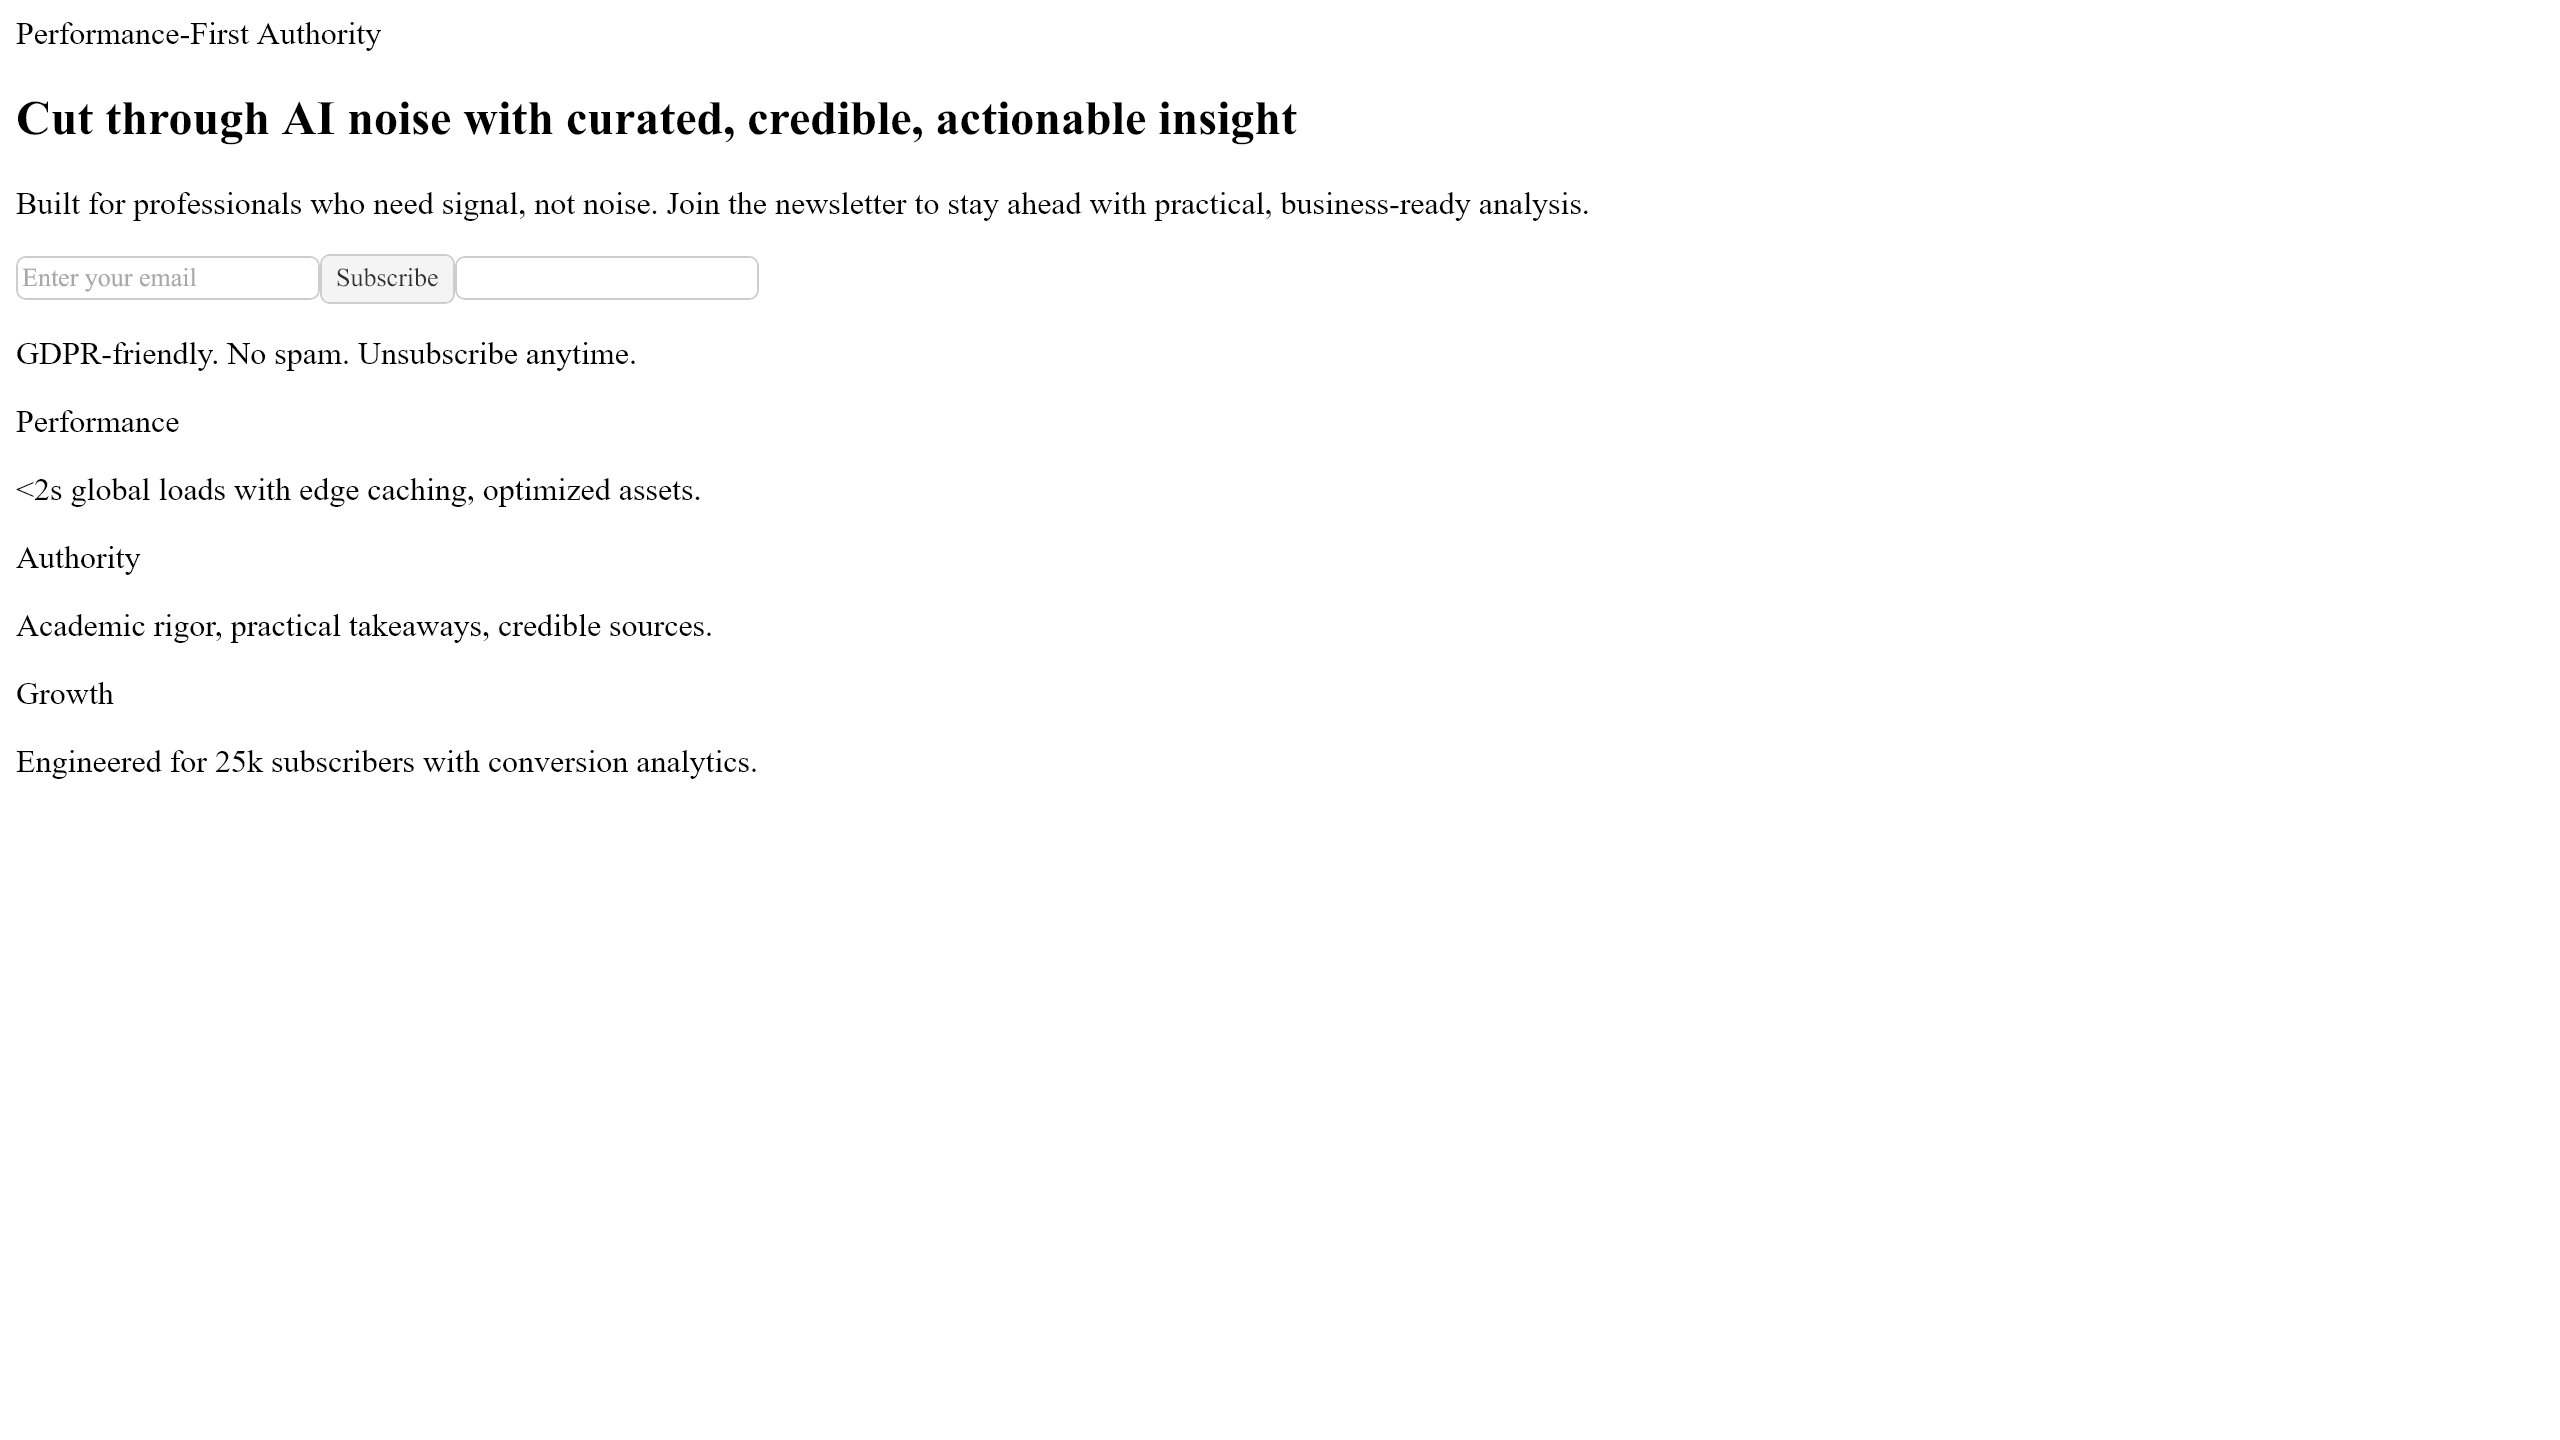 Performance-First Authority
Cut through AI noise with curated, credible, actionable insight
Built for professionals who need signal, not noise. Join the newsletter to stay ahead with practical, business-ready analysis.
Enter your email Subscribe
GDPR-friendly. No spam. Unsubscribe anytime.
Performance
<2s global loads with edge caching, optimized assets.
Authority
Academic rigor, practical takeaways, credible sources.
Growth
Engineered for 25k subscribers with conversion analytics.